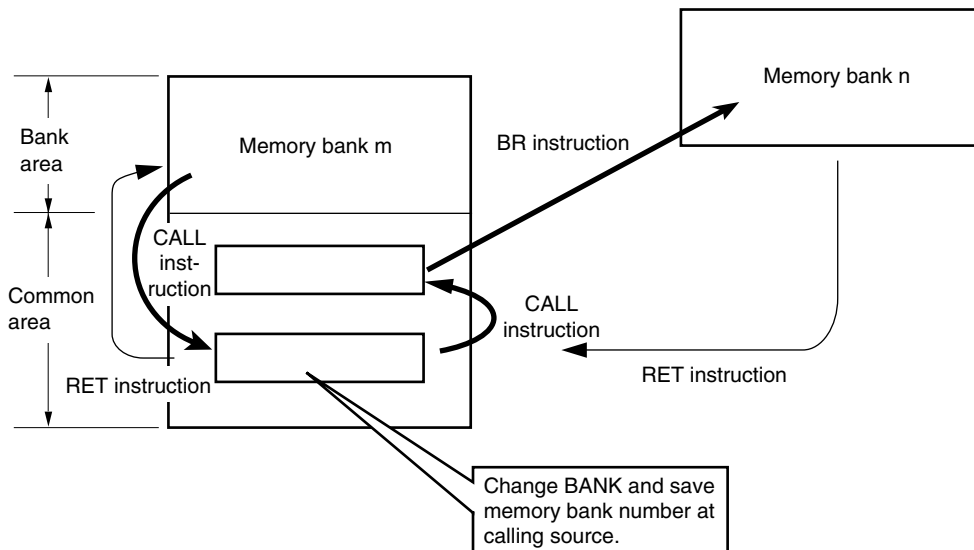 Memory bank n
Bank
area
Memory bank m
BR instruction
CALL
inst-
ruction
Common
area
CALL
instruction
RET instruction
RET instruction
Change BANK and save
memory bank number at
calling source.